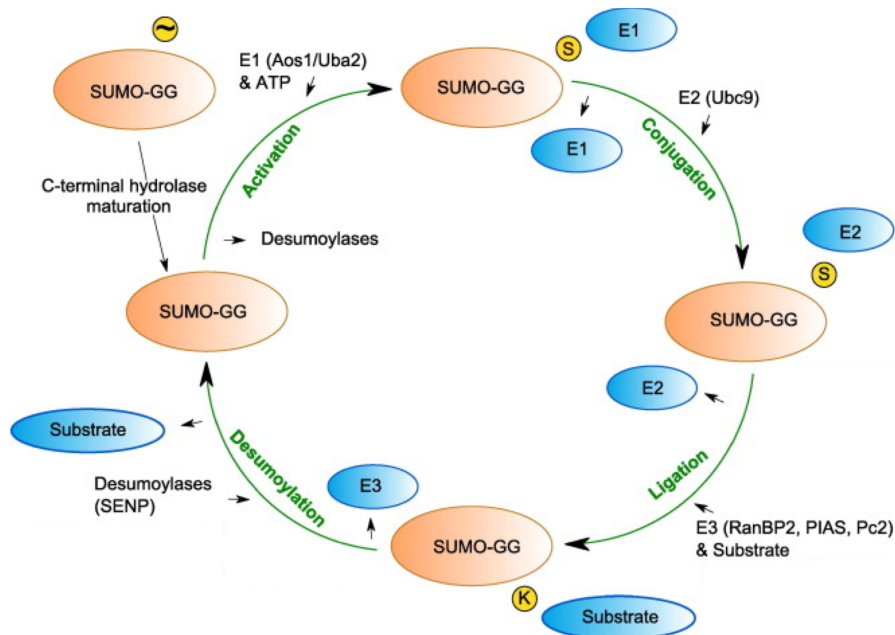 ~
SUMO-GG
C-terminal hydrolase
maturation
E1 (Aos1/Uba2)
& ATP
Activation
SUMO-GG
S
E1
E1
E2 (Ubc9)
Conjugation
E2
S
SUMO-GG
E2
Ligation
E3 (RanBP2, PIAS, Pc2)
& Substrate
SUMO-GG
K
Substrate
E3
Desumoylation
Desumoylases
(SENP)
Substrate
SUMO-GG
Desumoylases